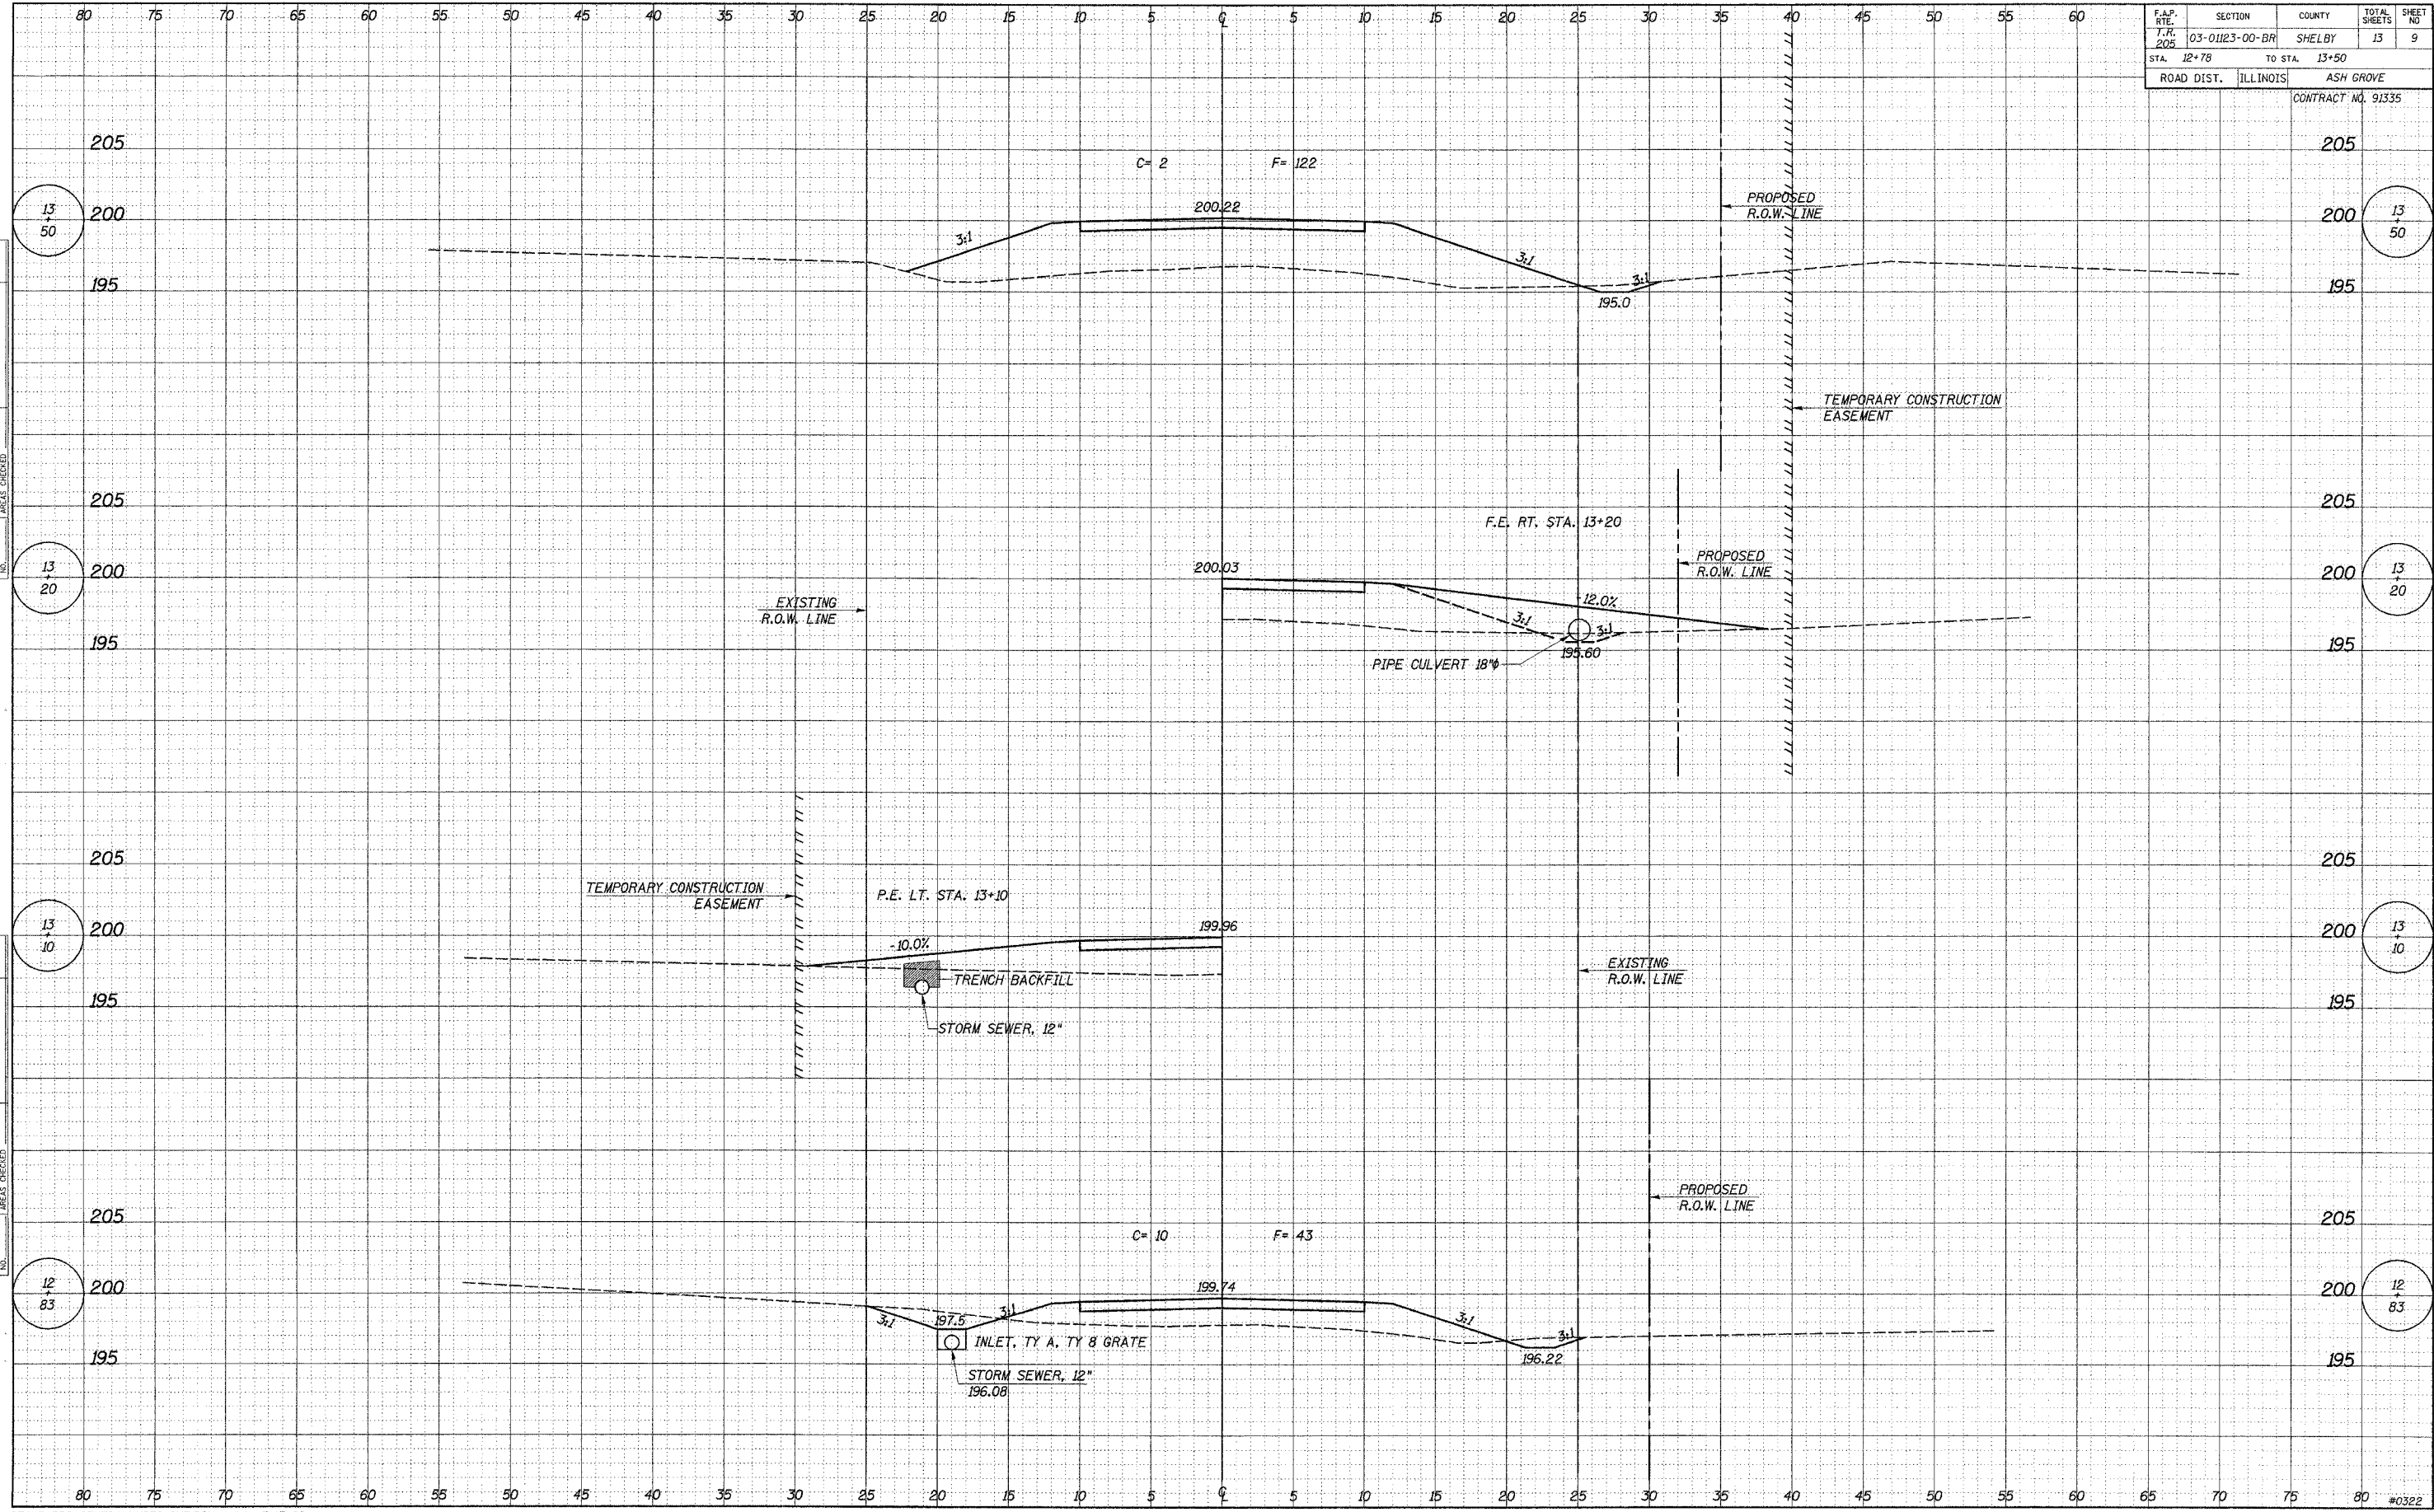 80 75 70 65 60 55 50 45 40 35 30 25 20 15 10 5 ℄ 5 10 15 20 25 30 35 40 45 50 55 60
F.A.P. RTE. SECTION COUNTY TOTAL SHEETS SHEET NO
T.R. 205 03-01123-00-BR SHELBY 13 9
STA. 12+78 TO STA. 13+50
ROAD DIST. ILLINOIS ASH GROVE
CONTRACT NO. 91335
205 205
C= 2 F= 122
13 + 50 200 200 13 + 50
200.22
PROPOSED
R.O.W. LINE
3:1 3:1 3:1
195 195
195.0
TEMPORARY CONSTRUCTION
EASEMENT
AREAS CHECKED
NO.
205 205
F.E. RT. STA. 13+20
13 + 20 200 200 13 + 20
200.03
PROPOSED
R.O.W. LINE
EXISTING
R.O.W. LINE
-12.0%
3:1 3:1
195 195
195.60
PIPE CULVERT 18"φ
205 205
TEMPORARY CONSTRUCTION
EASEMENT
P.E. LT. STA. 13+10
13 + 10 200 200 13 + 10
199.96
-10.0%
EXISTING
R.O.W. LINE
TRENCH BACKFILL
195 195
STORM SEWER, 12"
AREAS CHECKED
NO.
PROPOSED
R.O.W. LINE
205 205
C= 10 F= 43
12 + 83 200 200 12 + 83
199.74
3:1 197.5 3:1 3:1 3:1
INLET, TY A, TY 8 GRATE
195 195
196.22
STORM SEWER, 12"
196.08
80 75 70 65 60 55 50 45 40 35 30 25 20 15 10 5 ℄ 5 10 15 20 25 30 35 40 45 50 55 60 65 70 75 80
#0322